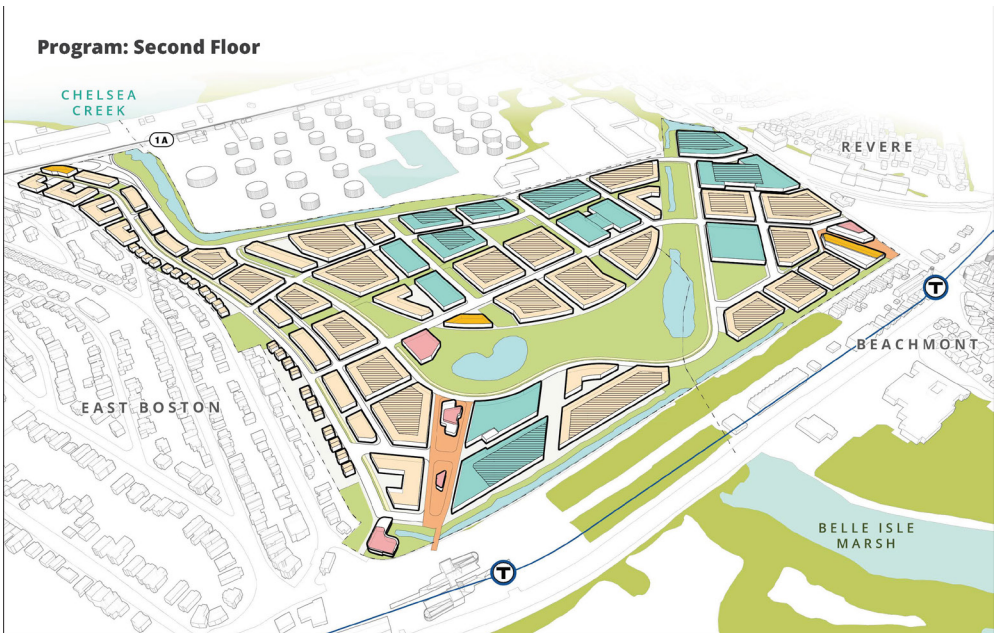 Program: Second Floor
CHELSEA
CREEK
1A
REVERE
T
BEACHMONT
EAST BOSTON
BELLE ISLE
MARSH
T